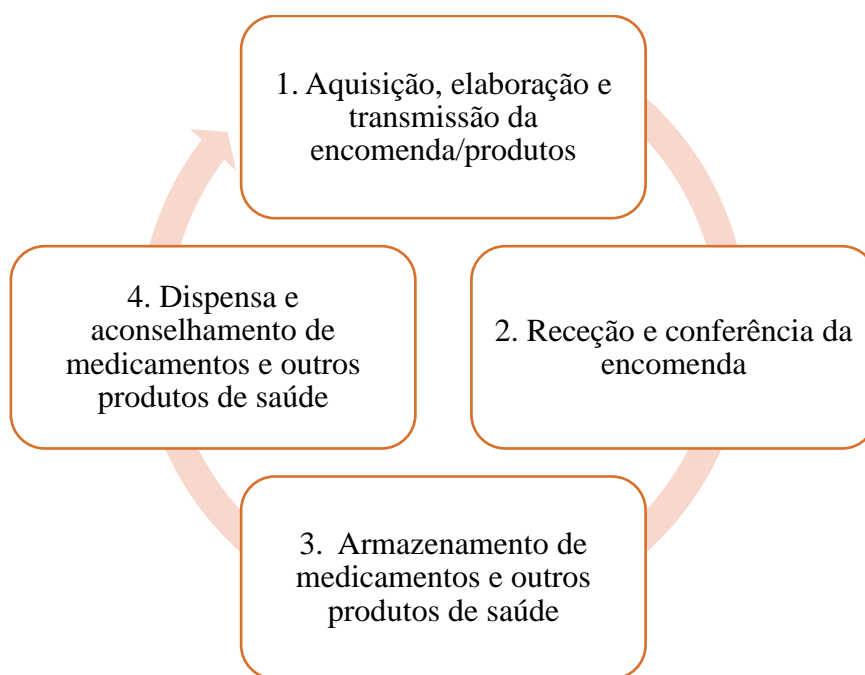 1. Aquisição, elaboração e
transmissão da
encomenda/produtos
2. Receção e conferência da
encomenda
3. Armazenamento de
medicamentos e outros
produtos de saúde
4. Dispensa e
aconselhamento de
medicamentos e outros
produtos de saúde